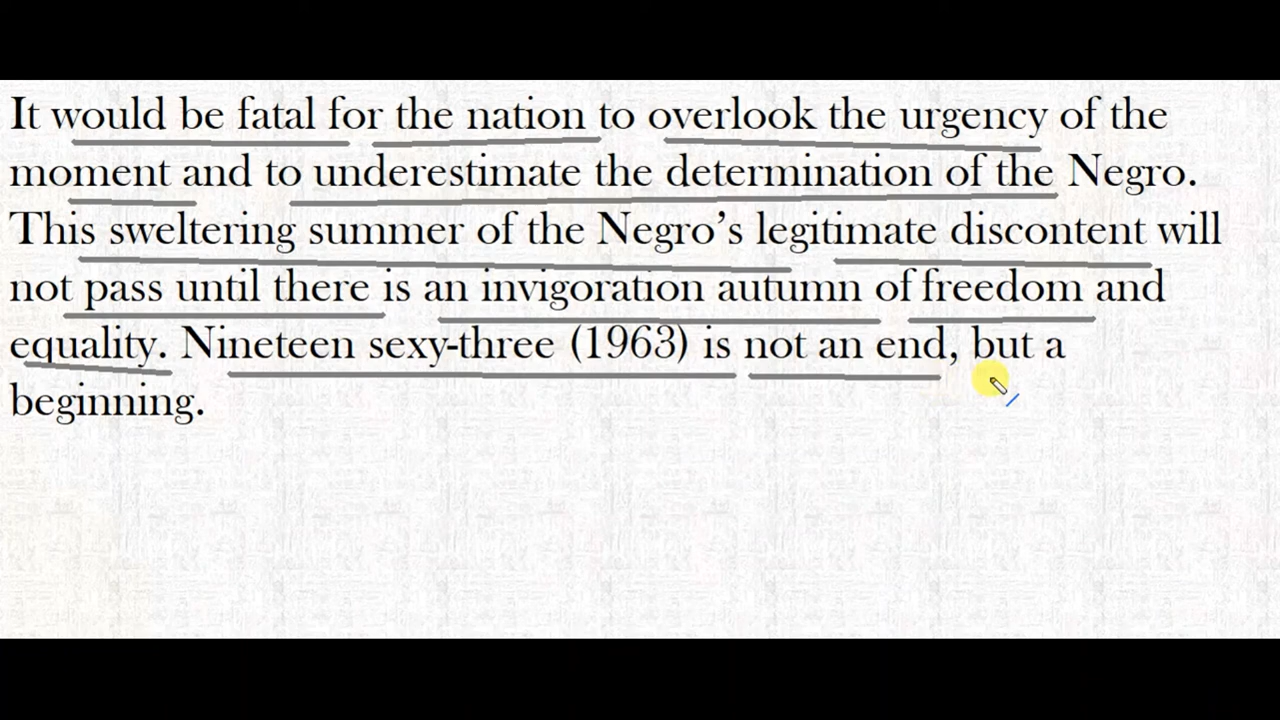 It would be fatal for the nation to overlook the urgency of the
moment and to underestimate the determination of the Negro.
This sweltering summer of the Negro’s legitimate discontent will
not pass until there is an invigoration autumn of freedom and
equality. Nineteen sexy-three (1963) is not an end, but a
beginning.